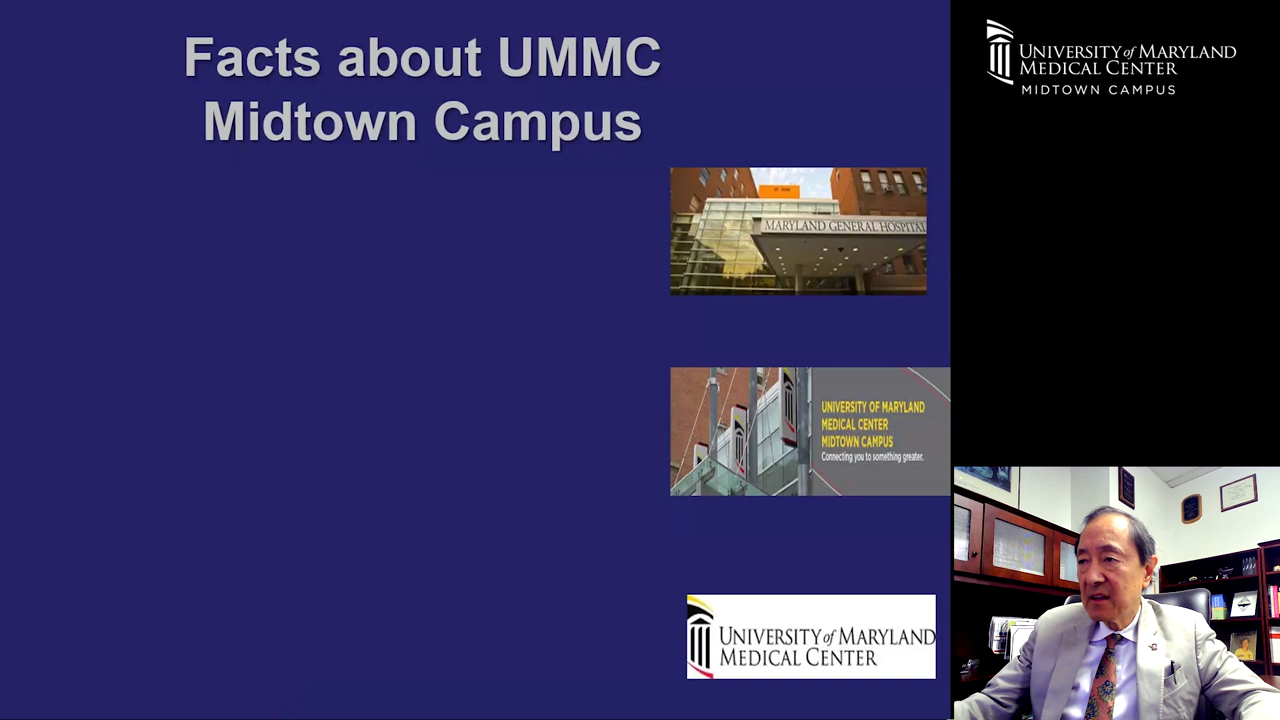 Facts about UMMC
Midtown Campus
MARYLAND GENERAL HOSPITAL
UNIVERSITY OF MARYLAND
MEDICAL CENTER
MIDTOWN CAMPUS
Connecting you to something greater.
UNIVERSITY of MARYLAND
MEDICAL CENTER
UNIVERSITY of MARYLAND
MEDICAL CENTER
MIDTOWN CAMPUS